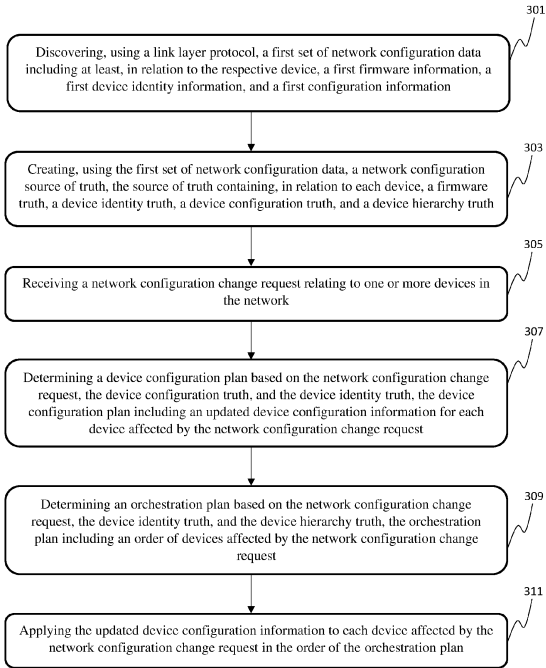 301
Discovering, using a link layer protocol, a first set of network configuration data
including at least, in relation to the respective device, a first firmware information, a
first device identity information, and a first configuration information
303
Creating, using the first set of network configuration data, a network configuration
source of truth, the source of truth containing, in relation to each device, a firmware
truth, a device identity truth, a device configuration truth, and a device hierarchy truth
305
Receiving a network configuration change request relating to one or more devices in
the network
307
Determining a device configuration plan based on the network configuration change
request, the device configuration truth, and the device identity truth, the device
configuration plan including an updated device configuration information for each
device affected by the network configuration change request
309
Determining an orchestration plan based on the network configuration change
request, the device identity truth, and the device hierarchy truth, the orchestration
plan including an order of devices affected by the network configuration change
request
311
Applying the updated device configuration information to each device affected by the
network configuration change request in the order of the orchestration plan